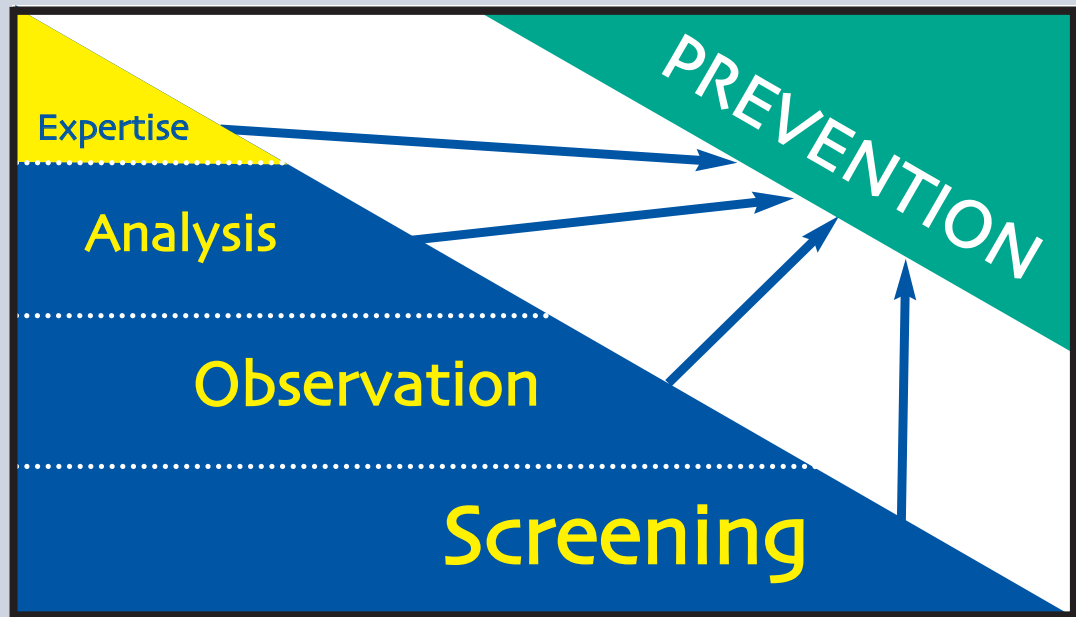 PREVENTION
Expertise
Analysis
Observation
Screening